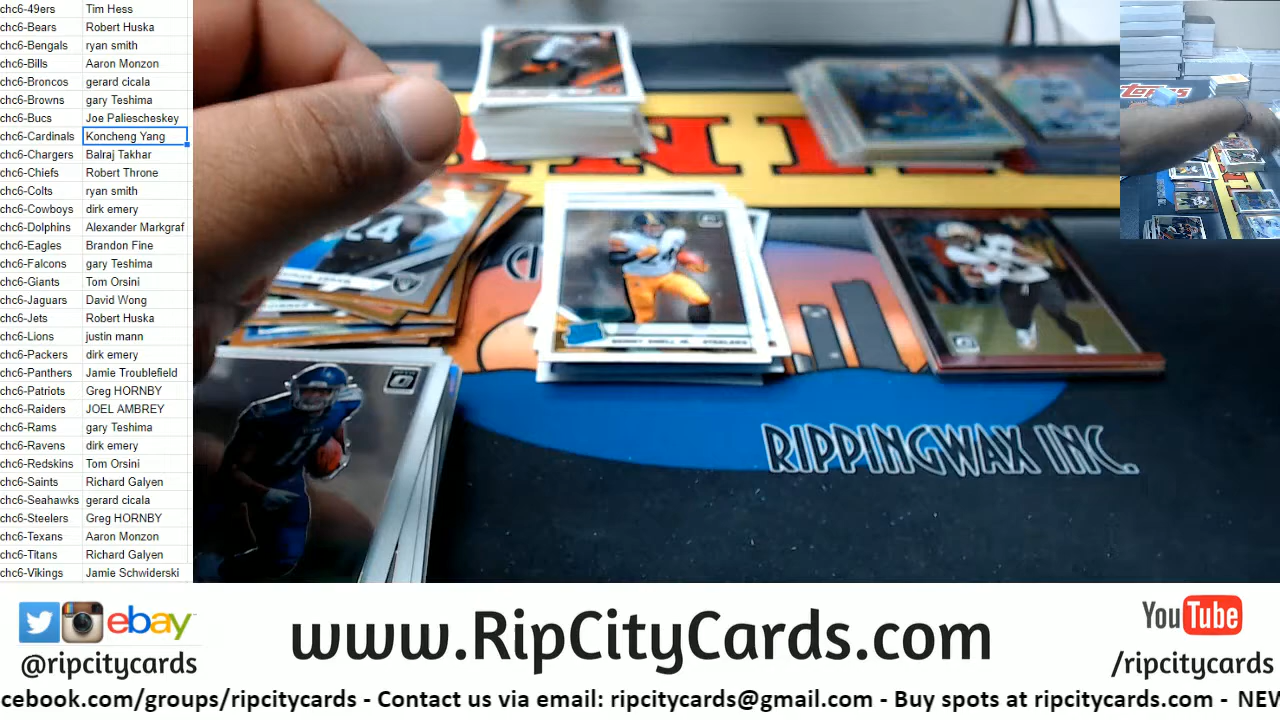 chc6-49ers Tim Hess
chc6-Bears Robert Huska
chc6-Bengals ryan smith
chc6-Bills Aaron Monzon
chc6-Broncos gerard cicala
chc6-Browns gary Teshima
chc6-Bucs Joe Paliescheskey
chc6-Cardinals Koncheng Yang
chc6-Chargers Balraj Takhar
chc6-Chiefs Robert Throne
chc6-Colts ryan smith
chc6-Cowboys dirk emery
chc6-Dolphins Alexander Markgraf
chc6-Eagles Brandon Fine
chc6-Falcons gary Teshima
chc6-Giants Tom Orsini
chc6-Jaguars David Wong
chc6-Jets Robert Huska
chc6-Lions justin mann
chc6-Packers dirk emery
chc6-Panthers Jamie Troublefield
chc6-Patriots Greg HORNBY
chc6-Raiders JOEL AMBREY
chc6-Rams gary Teshima
chc6-Ravens dirk emery
chc6-Redskins Tom Orsini
chc6-Saints Richard Galyen
chc6-Seahawks gerard cicala
chc6-Steelers Greg HORNBY
chc6-Texans Aaron Monzon
chc6-Titans Richard Galyen
chc6-Vikings Jamie Schwiderski
Topps
24
11
STEELERS
RIPPINGWAX INC.
ebay
@ripcitycards
www.RipCityCards.com
YouTube
/ripcitycards
cebook.com/groups/ripcitycards - Contact us via email: ripcitycards@gmail.com - Buy spots at ripcitycards.com - NEW